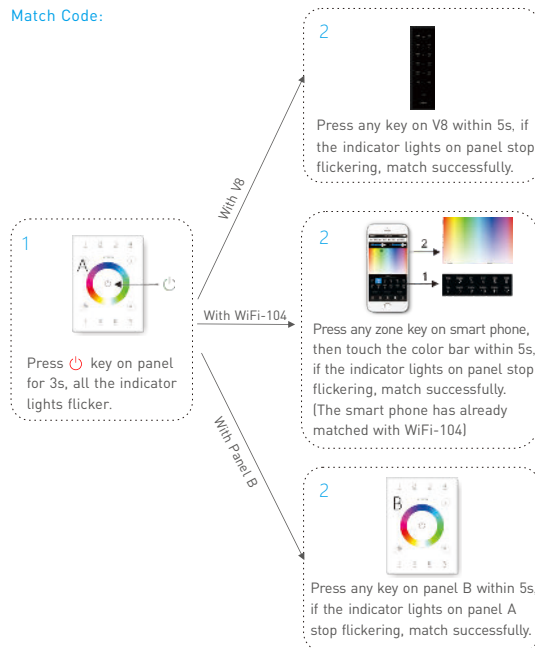 Match Code:
1
A
Press key on panel
for 3s, all the indicator
lights flicker.
With V8
With WiFi-104
With Panel B
2
Press any key on V8 within 5s, if
the indicator lights on panel stop
flickering, match successfully.
2
2
1
Press any zone key on smart phone,
then touch the color bar within 5s,
if the indicator lights on panel stop
flickering, match successfully.
(The smart phone has already
matched with WiFi-104)
2
B
Press any key on panel B within 5s,
if the indicator lights on panel A
stop flickering, match successfully.